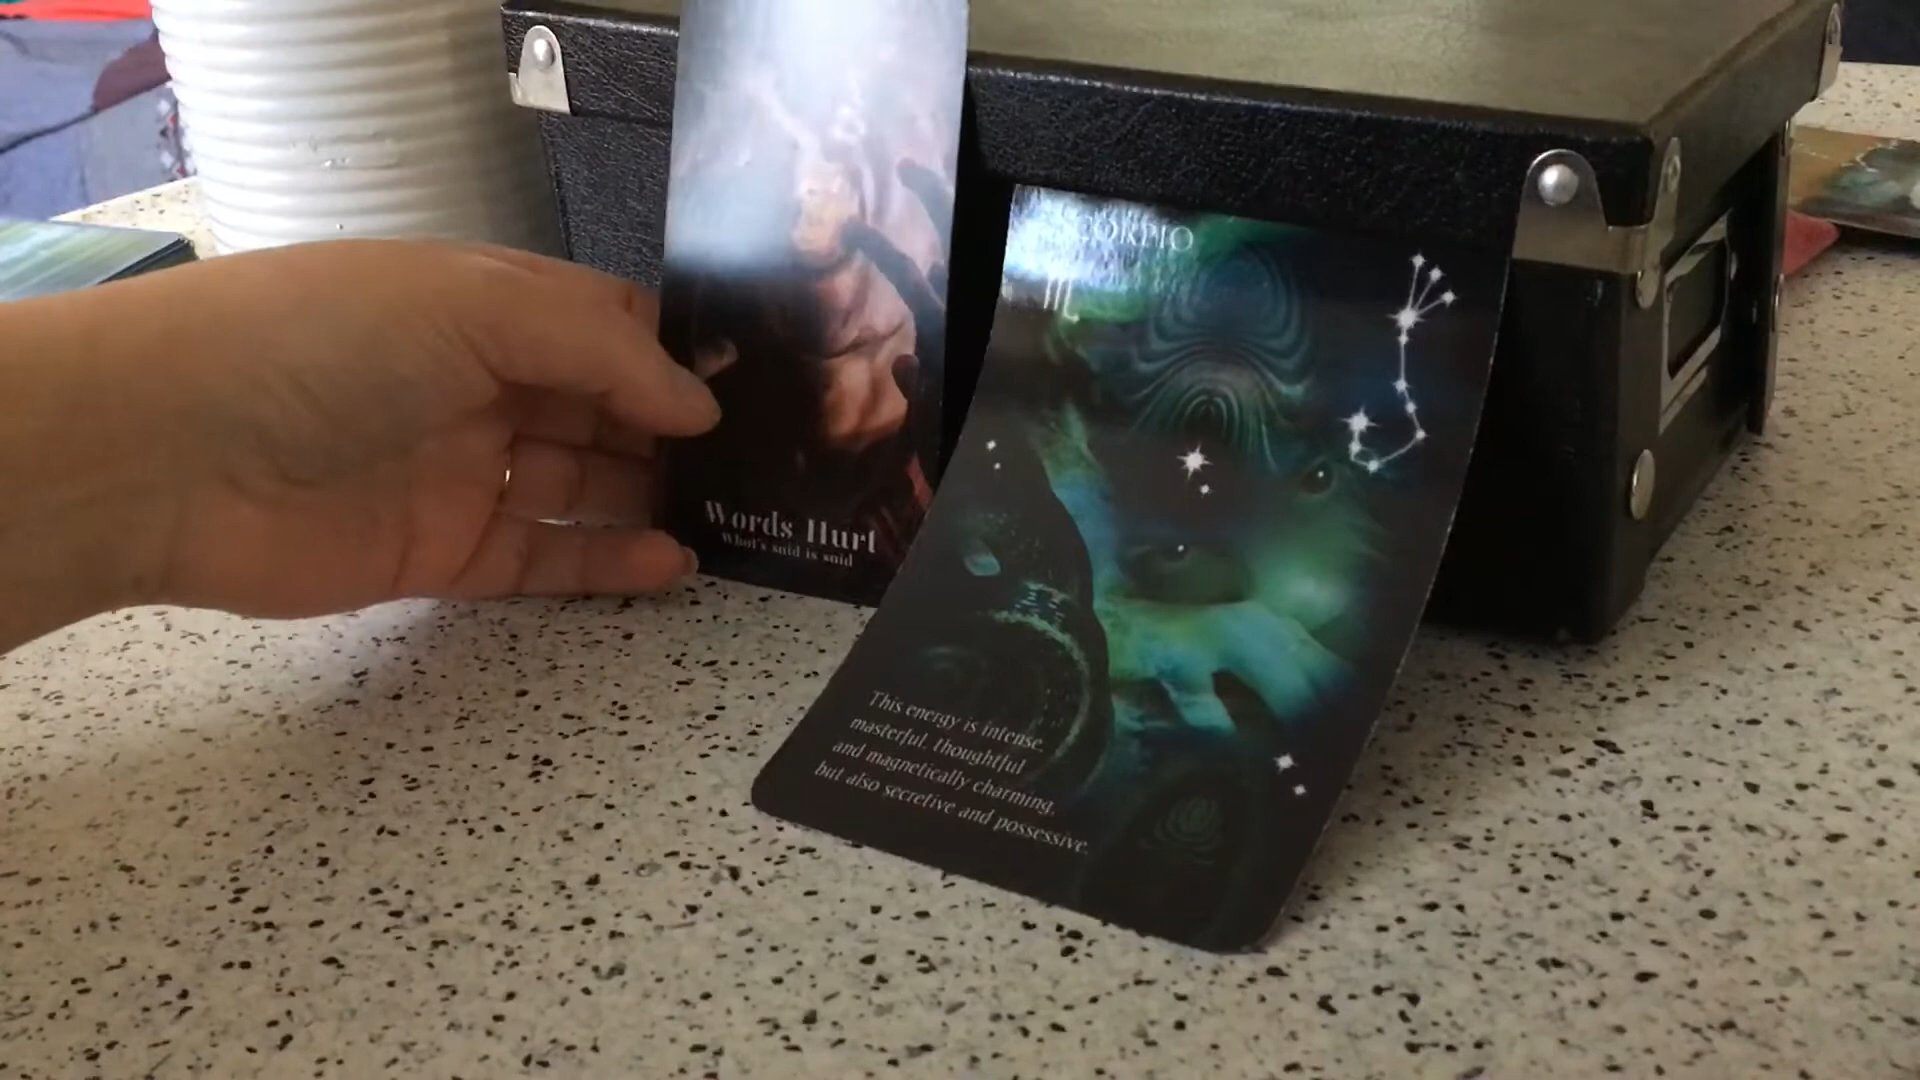 Words Hurt
What's said is said
SCORPIO
This energy is intense,
masterful, thoughtful
and magnetically charming,
but also secretive and possessive.